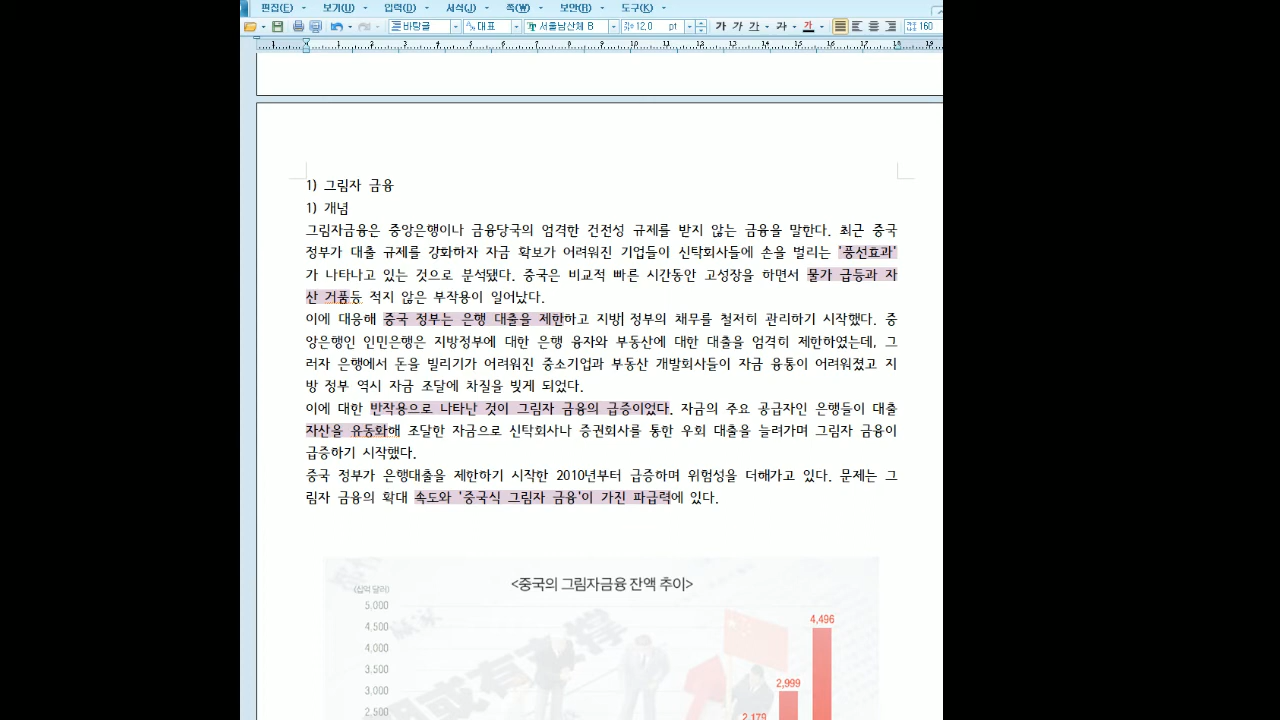 편집(E) 보기(U) 입력(D) 서식(J) 쪽(W) 보안(R) 도구(K)
바탕글 대표 서울남산체 B 12.0 pt 가 가 가 가 가 160
1 1 2 3 4 5 6 7 8 9 10 11 12 13 14 15 16 17 18 19
1) 그림자 금융
1) 개념
그림자금융은 중앙은행이나 금융당국의 엄격한 건전성 규제를 받지 않는 금융을 말한다. 최근 중국
정부가 대출 규제를 강화하자 자금 확보가 어려워진 기업들이 신탁회사들에 손을 벌리는 '풍선효과'
가 나타나고 있는 것으로 분석됐다. 중국은 비교적 빠른 시간동안 고성장을 하면서 물가 급등과 자
산 거품등 적지 않은 부작용이 일어났다.
이에 대응해 중국 정부는 은행 대출을 제한하고 지방 정부의 채무를 철저히 관리하기 시작했다. 중
앙은행인 인민은행은 지방정부에 대한 은행 융자와 부동산에 대한 대출을 엄격히 제한하였는데, 그
러자 은행에서 돈을 빌리기가 어려워진 중소기업과 부동산 개발회사들이 자금 융통이 어려워졌고 지
방 정부 역시 자금 조달에 차질을 빚게 되었다.
이에 대한 반작용으로 나타난 것이 그림자 금융의 급증이었다. 자금의 주요 공급자인 은행들이 대출
자산을 유동화해 조달한 자금으로 신탁회사나 증권회사를 통한 우회 대출을 늘려가며 그림자 금융이
급증하기 시작했다.
중국 정부가 은행대출을 제한하기 시작한 2010년부터 급증하며 위험성을 더해가고 있다. 문제는 그
림자 금융의 확대 속도와 '중국식 그림자 금융'이 가진 파급력에 있다.
<중국의 그림자금융 잔액 추이>
(십억 달러)
5,000
4,500
4,000
3,500
3,000
2,500
4,496
2,999
2,179